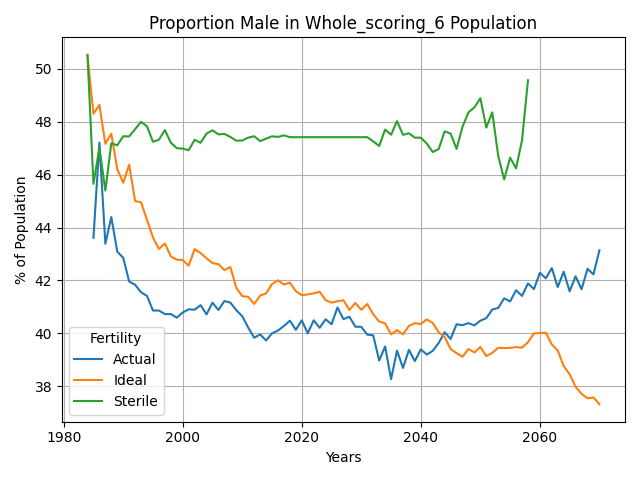 Proportion Male in Whole_scoring_6 Population
% of Population
50
48
46
44
42
40
38
Fertility
Actual
Ideal
Sterile
1980 2000 2020 2040 2060
Years